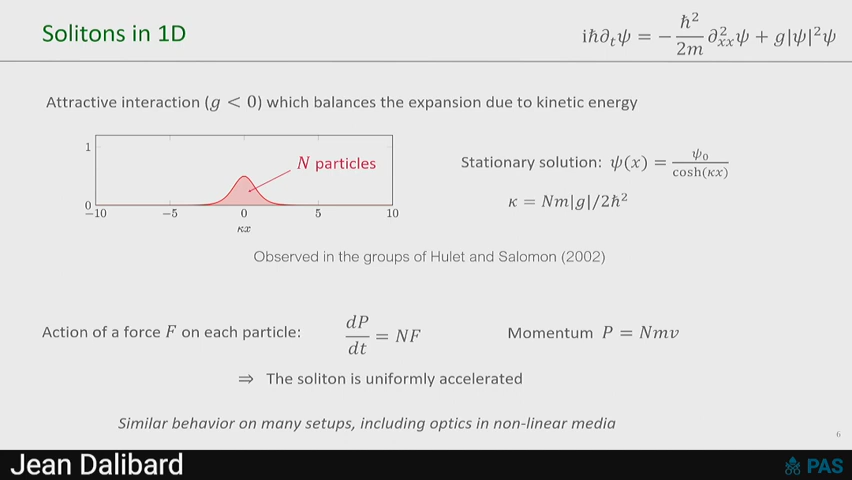 Solitons in 1D
iħ∂ₜψ = −ħ²/2m ∂²ₓₓψ + g|ψ|²ψ
Attractive interaction (g < 0) which balances the expansion due to kinetic energy
1
N particles
0
−10 −5 0 5 10
κx
Stationary solution: ψ(x) = ψ₀/cosh(κx)
κ = Nm|g|/2ħ²
Observed in the groups of Hulet and Salomon (2002)
Action of a force F on each particle: dP/dt = NF Momentum P = Nmv
⇒ The soliton is uniformly accelerated
Similar behavior on many setups, including optics in non-linear media
6
Jean Dalibard
PAS